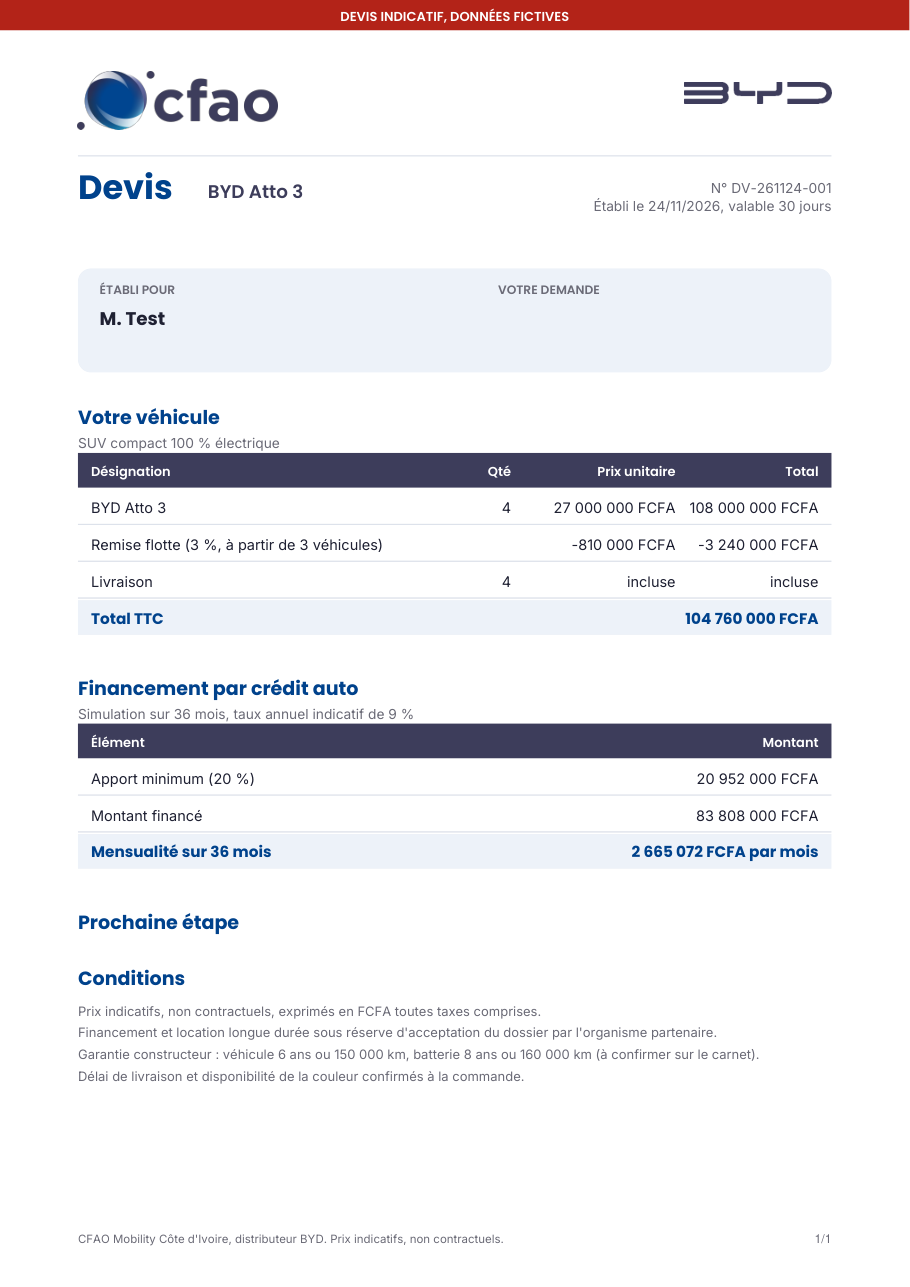 DEVIS INDICATIF, DONNÉES FICTIVES
cfao
BYD
Devis BYD Atto 3
N° DV-261124-001
Établi le 24/11/2026, valable 30 jours
ÉTABLI POUR VOTRE DEMANDE
M. Test
Votre véhicule
SUV compact 100 % électrique
Désignation Qté Prix unitaire Total
BYD Atto 3 4 27 000 000 FCFA 108 000 000 FCFA
Remise flotte (3 %, à partir de 3 véhicules) -810 000 FCFA -3 240 000 FCFA
Livraison 4 incluse incluse
Total TTC 104 760 000 FCFA
Financement par crédit auto
Simulation sur 36 mois, taux annuel indicatif de 9 %
Élément Montant
Apport minimum (20 %) 20 952 000 FCFA
Montant financé 83 808 000 FCFA
Mensualité sur 36 mois 2 665 072 FCFA par mois
Prochaine étape
Conditions
Prix indicatifs, non contractuels, exprimés en FCFA toutes taxes comprises.
Financement et location longue durée sous réserve d'acceptation du dossier par l'organisme partenaire.
Garantie constructeur : véhicule 6 ans ou 150 000 km, batterie 8 ans ou 160 000 km (à confirmer sur le carnet).
Délai de livraison et disponibilité de la couleur confirmés à la commande.
CFAO Mobility Côte d'Ivoire, distributeur BYD. Prix indicatifs, non contractuels. 1/1